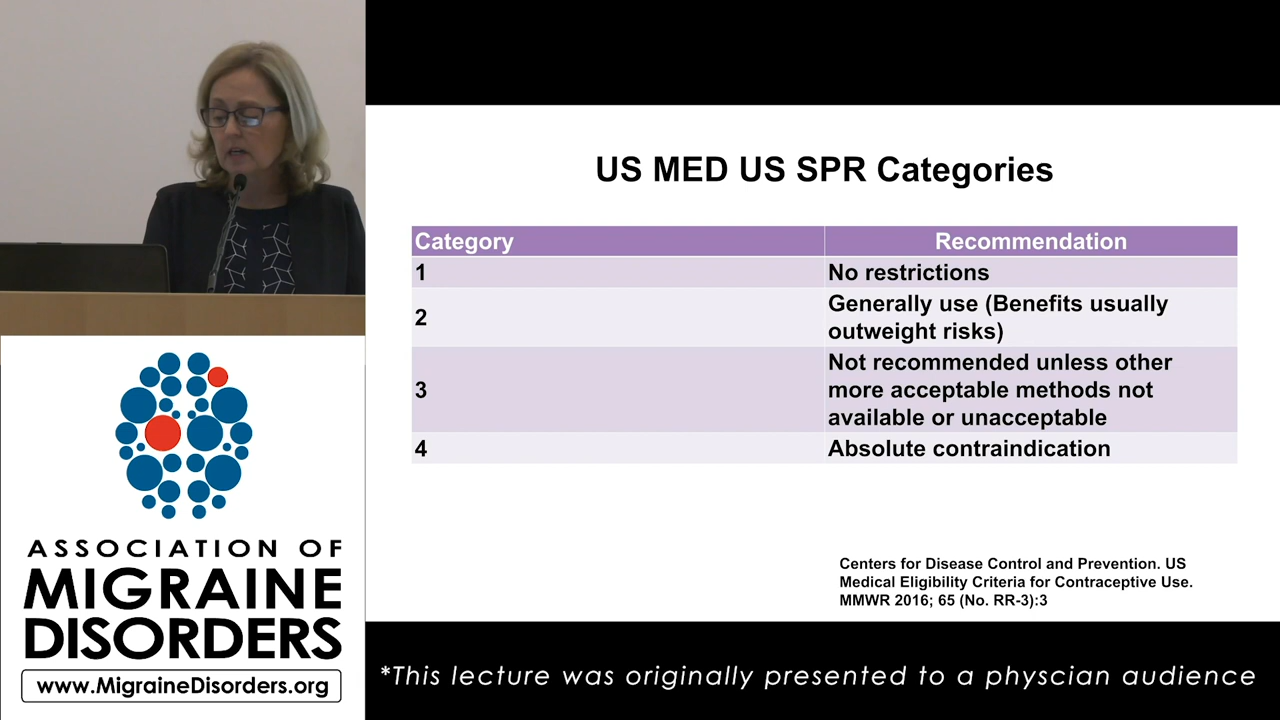 US MED US SPR Categories
Category
Recommendation
1
No restrictions
2
Generally use (Benefits usually
outweight risks)
3
Not recommended unless other
more acceptable methods not
available or unacceptable
4
Absolute contraindication
Centers for Disease Control and Prevention. US
Medical Eligibility Criteria for Contraceptive Use.
MMWR 2016; 65 (No. RR-3):3
ASSOCIATION OF
MIGRAINE
DISORDERS
www.MigraineDisorders.org
*This lecture was originally presented to a physcian audience